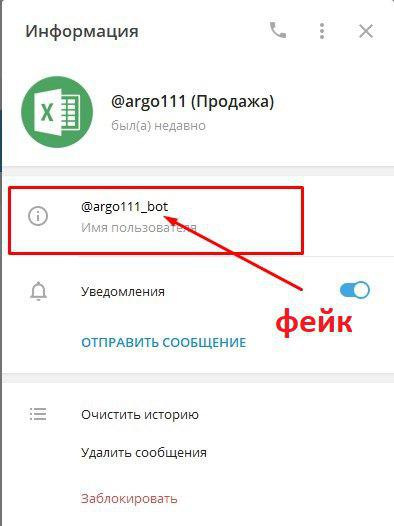 Информация
@argo111 (Продажа)
был(а) недавно
@argo111_bot
Имя пользователя
Уведомления
фейк
ОТПРАВИТЬ СООБЩЕНИЕ
Очистить историю
Удалить сообщения
Заблокировать